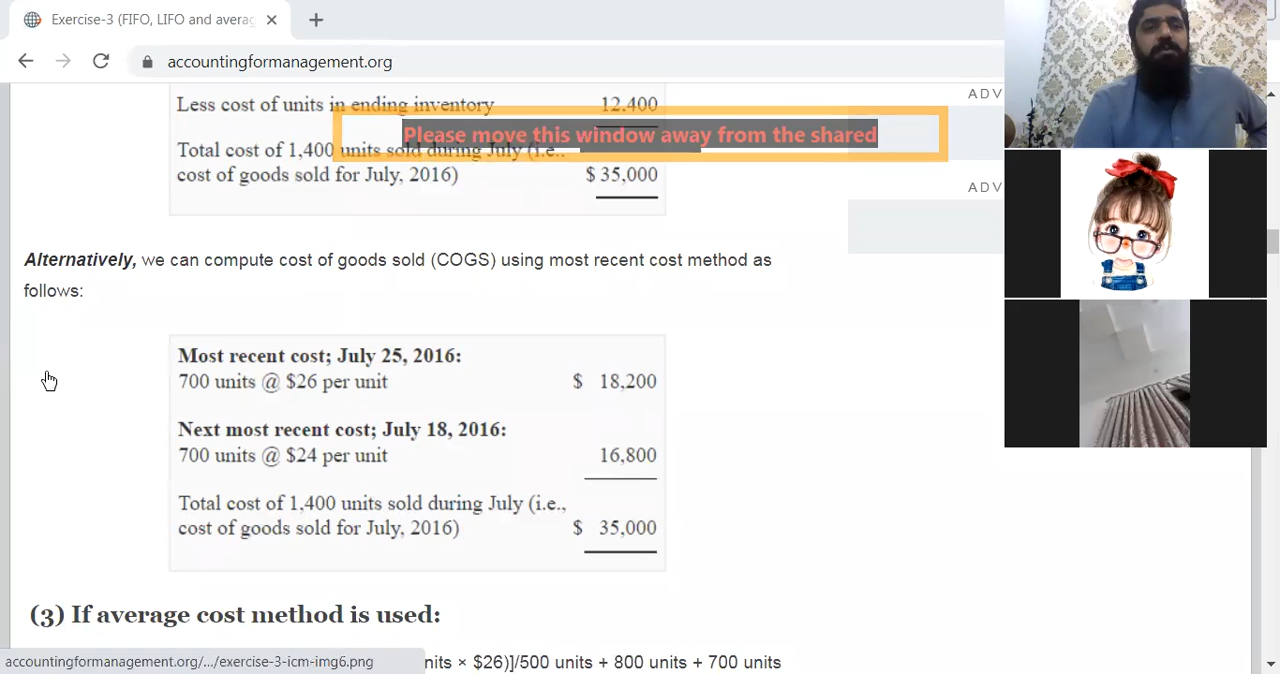 Exercise-3 (FIFO, LIFO and avera
accountingformanagement.org
ADV
Less cost of units in ending inventory 12,400
Please move this window away from the shared
Total cost of 1,400 units sold during July (i.e.,
cost of goods sold for July, 2016) $ 35,000
ADV
Alternatively, we can compute cost of goods sold (COGS) using most recent cost method as
follows:
Most recent cost; July 25, 2016:
700 units @ $26 per unit $ 18,200
Next most recent cost; July 18, 2016:
700 units @ $24 per unit 16,800
Total cost of 1,400 units sold during July (i.e.,
cost of goods sold for July, 2016) $ 35,000
(3) If average cost method is used:
accountingformanagement.org/.../exercise-3-icm-img6.png
nits × $26)]/500 units + 800 units + 700 units